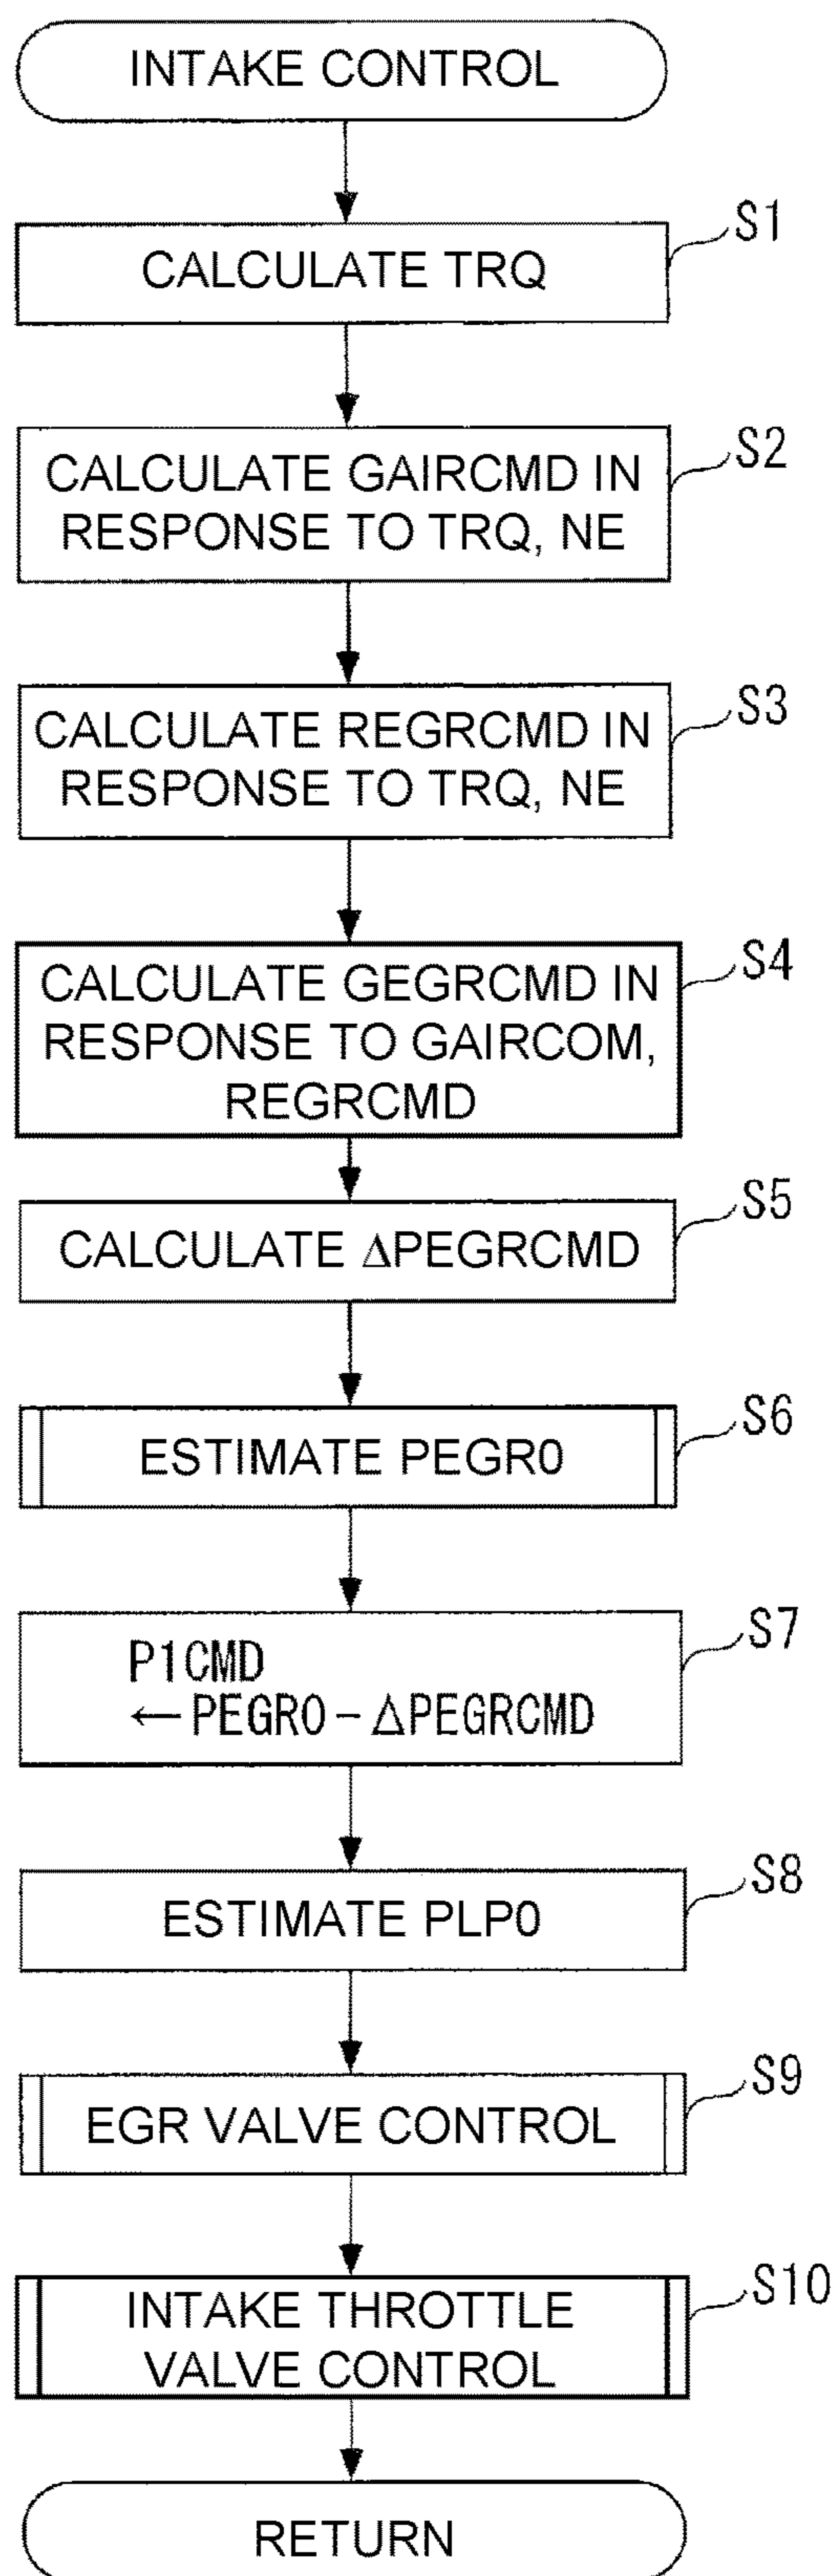 INTAKE CONTROL
S1
CALCULATE TRQ
S2
CALCULATE GAIRCMD IN
RESPONSE TO TRQ, NE
S3
CALCULATE REGRCMD IN
RESPONSE TO TRQ, NE
S4
CALCULATE GEGRCMD IN
RESPONSE TO GAIRCOM,
REGRCMD
S5
CALCULATE ΔPEGRCMD
S6
ESTIMATE PEGR0
S7
P1CMD
←PEGR0-ΔPEGRCMD
S8
ESTIMATE PLP0
S9
EGR VALVE CONTROL
S10
INTAKE THROTTLE
VALVE CONTROL
RETURN